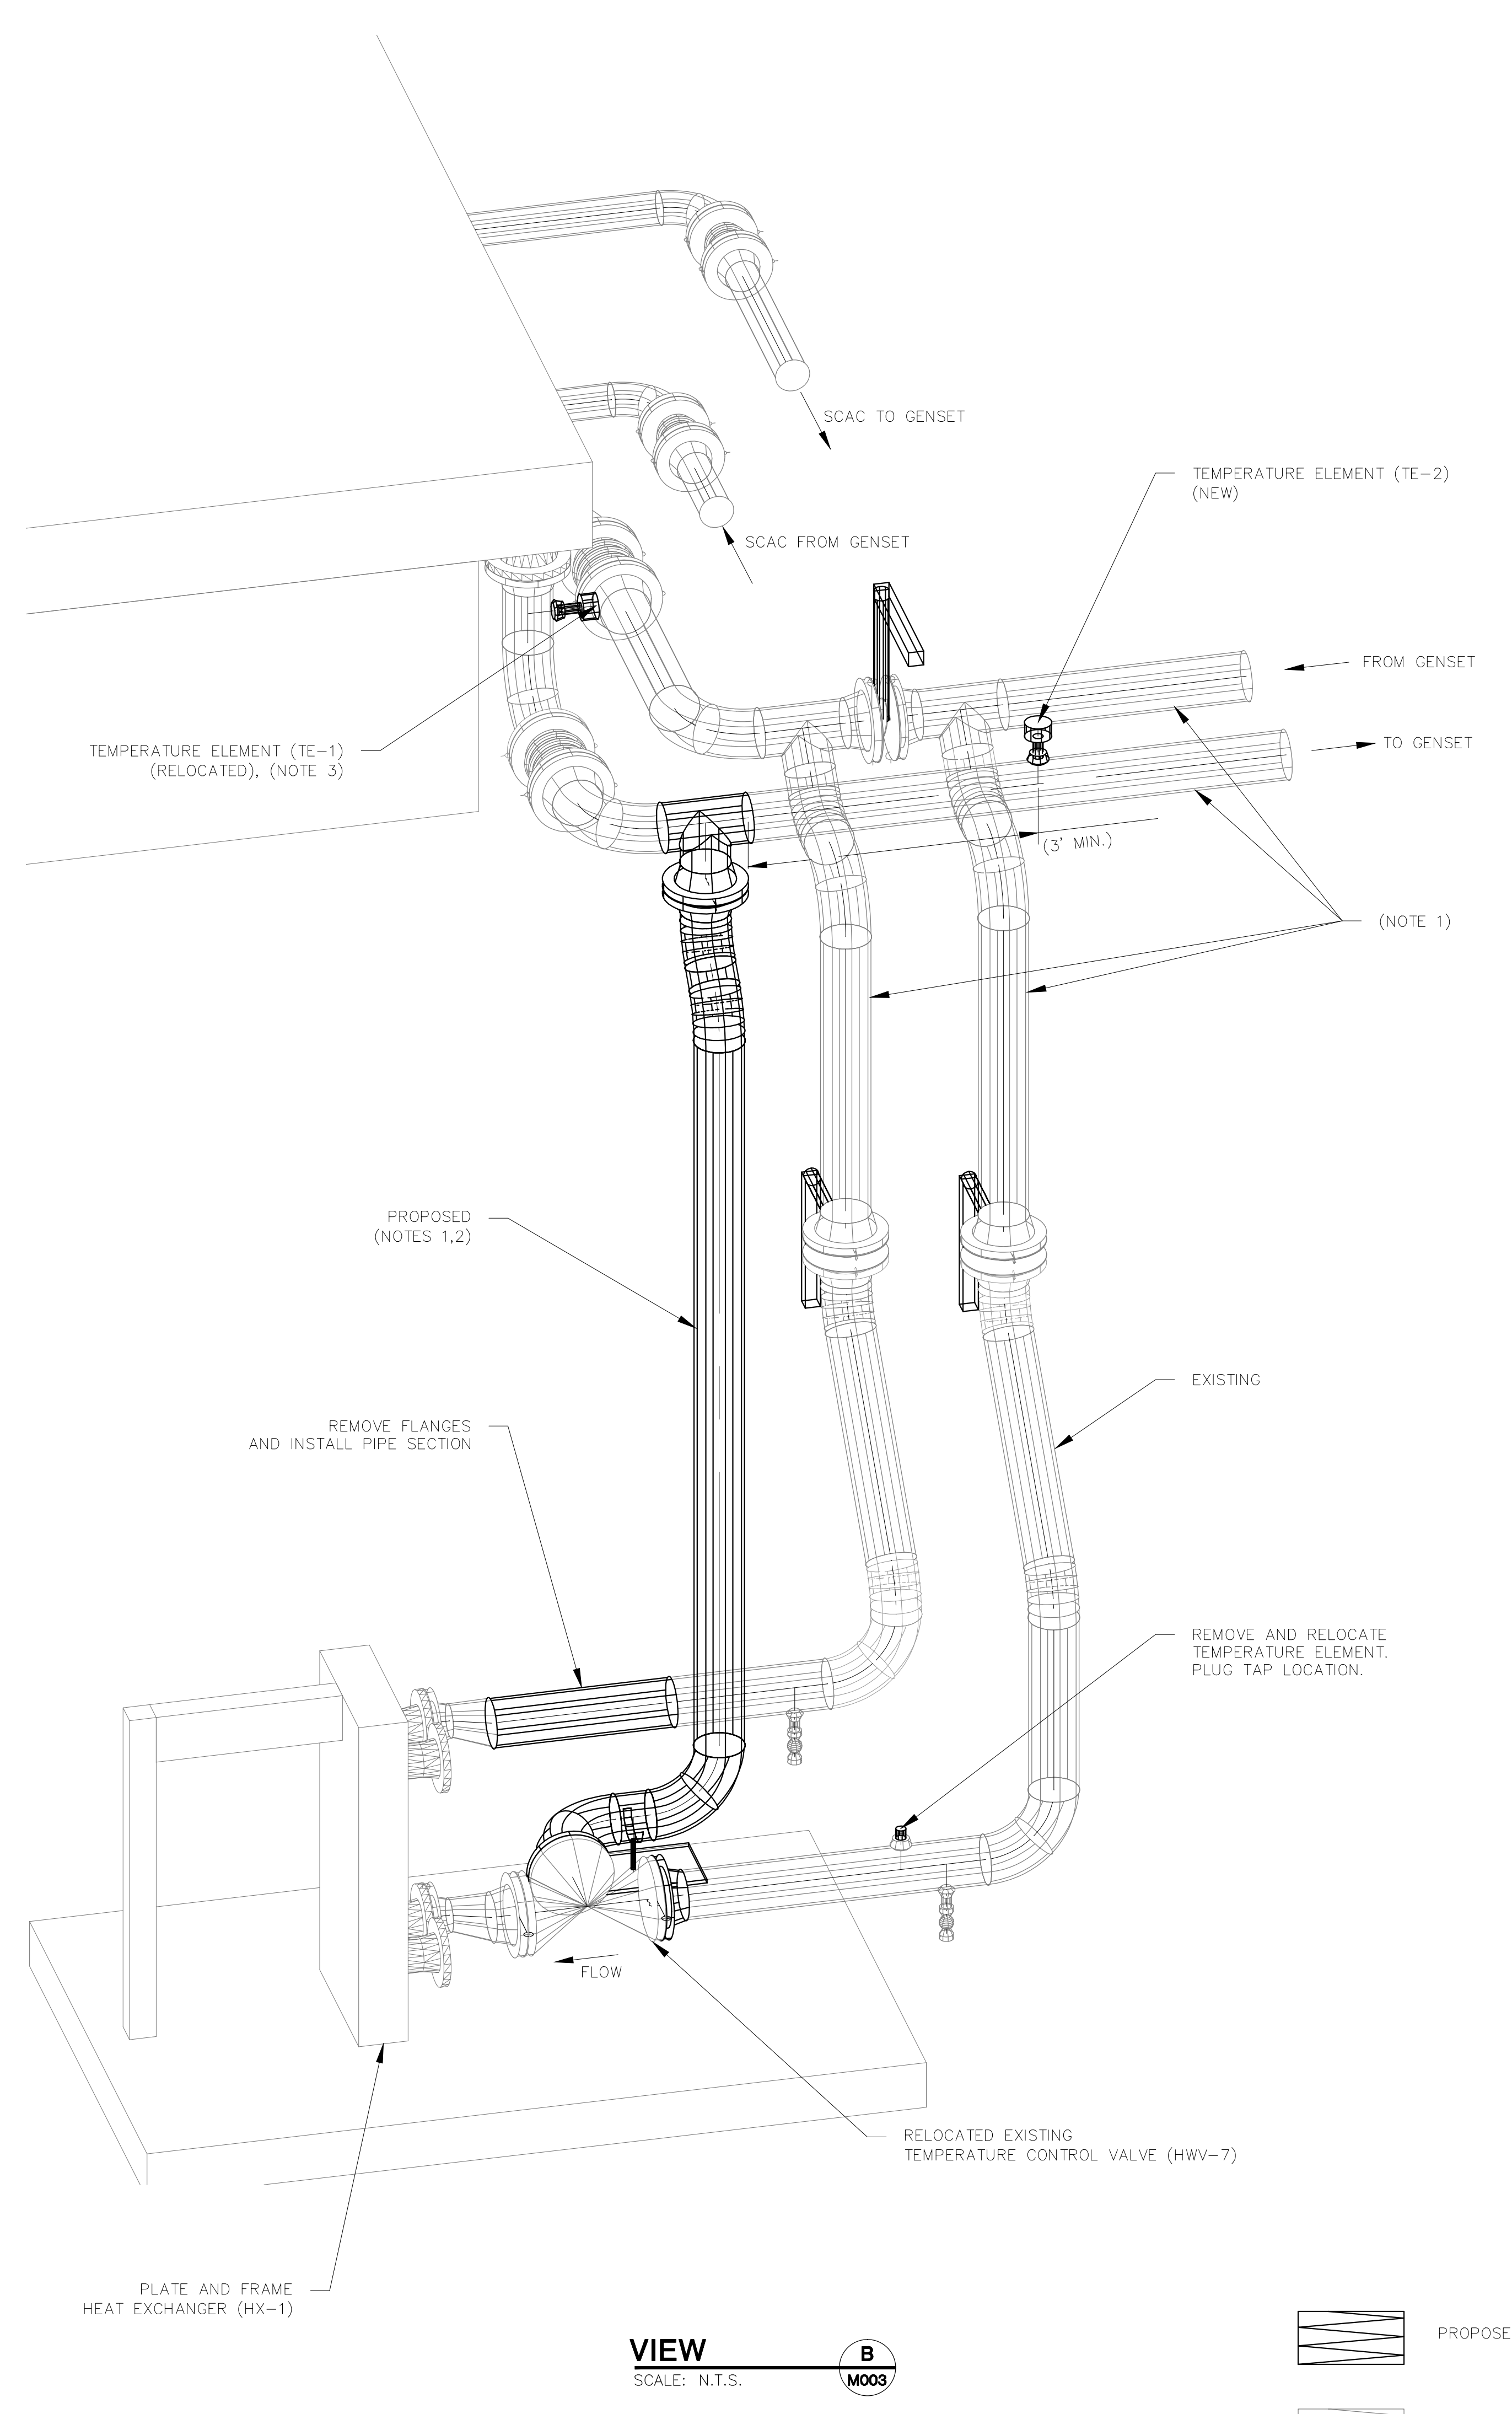 SCAC TO GENSET
TEMPERATURE ELEMENT (TE-2)
(NEW)
SCAC FROM GENSET
FROM GENSET
TO GENSET
TEMPERATURE ELEMENT (TE-1)
(RELOCATED), (NOTE 3)
(3' MIN.)
(NOTE 1)
PROPOSED
(NOTES 1,2)
EXISTING
REMOVE FLANGES
AND INSTALL PIPE SECTION
REMOVE AND RELOCATE
TEMPERATURE ELEMENT.
PLUG TAP LOCATION.
FLOW
RELOCATED EXISTING
TEMPERATURE CONTROL VALVE (HWV-7)
PLATE AND FRAME
HEAT EXCHANGER (HX-1)
VIEW
SCALE: N.T.S.
B
M003
PROPOSE